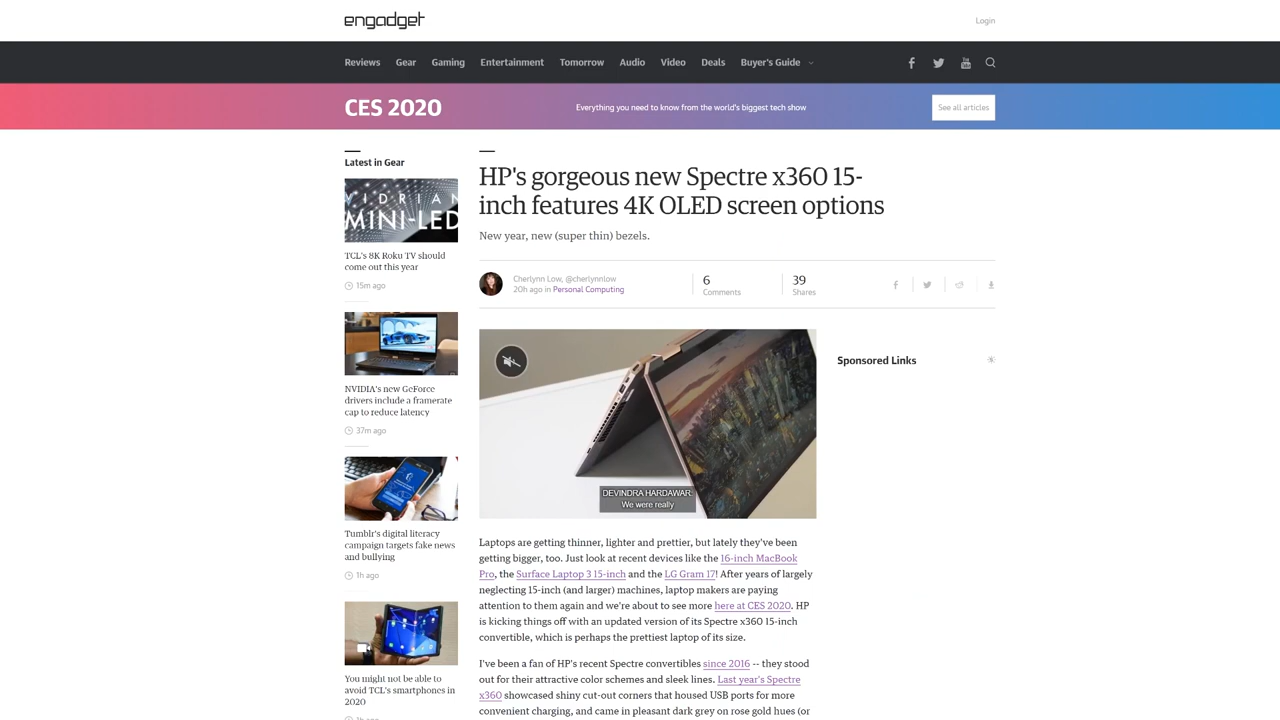 engadget
Login
Reviews
Gear
Gaming
Entertainment
Tomorrow
Audio
Video
Deals
Buyer's Guide
You
CES 2020
Everything you need to know from the world's biggest tech show
See all articles
Latest in Gear
VIDRIAN
MINI-LED
TCL's 8K Roku TV should
come out this year
15m ago
NVIDIA's new GeForce
drivers include a framerate
cap to reduce latency
37m ago
Tumblr's digital literacy
campaign targets fake news
and bullying
1h ago
You might not be able to
avoid TCL's smartphones in
2020
HP's gorgeous new Spectre x360 15-
inch features 4K OLED screen options
New year, new (super thin) bezels.
Cherlynn Low, @cherlynnlow
20h ago in Personal Computing
6
Comments
39
Shares
DEVINDRA HARDAWAR:
We were really
Sponsored Links
Laptops are getting thinner, lighter and prettier, but lately they've been
getting bigger, too. Just look at recent devices like the 16-inch MacBook
Pro, the Surface Laptop 3 15-inch and the LG Gram 17! After years of largely
neglecting 15-inch (and larger) machines, laptop makers are paying
attention to them again and we're about to see more here at CES 2020. HP
is kicking things off with an updated version of its Spectre x360 15-inch
convertible, which is perhaps the prettiest laptop of its size.
I've been a fan of HP's recent Spectre convertibles since 2016 -- they stood
out for their attractive color schemes and sleek lines. Last year's Spectre
x360 showcased shiny cut-out corners that housed USB ports for more
convenient charging, and came in pleasant dark grey on rose gold hues (or